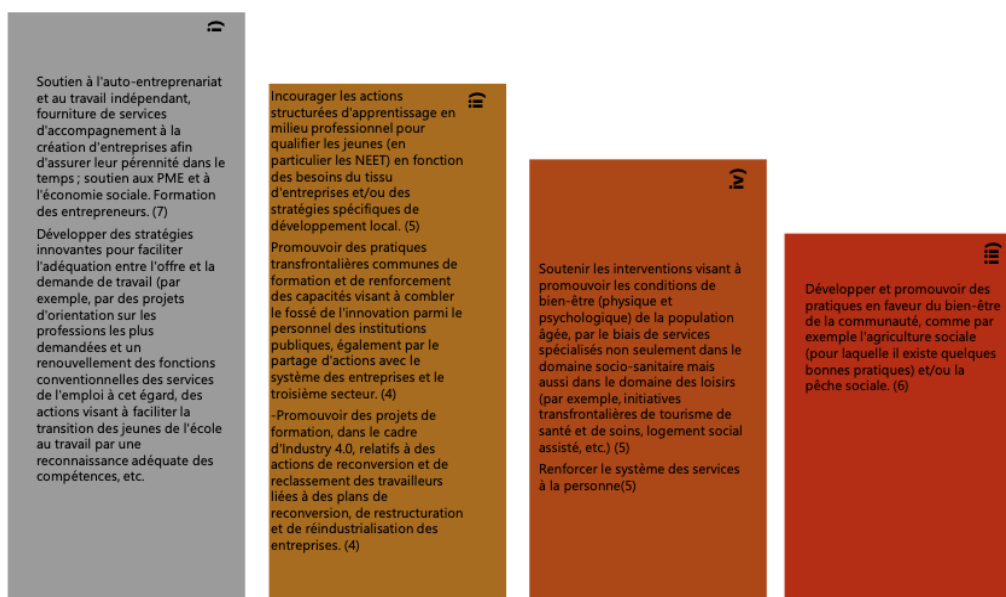 i)
Soutien à l'auto-entreprenariat
et au travail indépendant,
fourniture de services
d'accompagnement à la
création d'entreprises afin
d'assurer leur pérennité dans le
temps ; soutien aux PME et à
l'économie sociale. Formation
des entrepreneurs. (7)
Développer des stratégies
innovantes pour faciliter
l'adéquation entre l'offre et la
demande de travail (par
exemple, par des projets
d'orientation sur les
professions les plus
demandées et un
renouvellement des fonctions
conventionnelles des services
de l'emploi à cet égard, des
actions visant à faciliter la
transition des jeunes de l'école
au travail par une
reconnaissance adéquate des
compétences, etc.
ii)
Incourager les actions
structurées d'apprentissage en
milieu professionnel pour
qualifier les jeunes (en
particulier les NEET) en fonction
des besoins du tissu
d'entreprises et/ou des
stratégies spécifiques de
développement local. (5)
Promouvoir des pratiques
transfrontalières communes de
formation et de renforcement
des capacités visant à combler
le fossé de l'innovation parmi le
personnel des institutions
publiques, également par le
partage d'actions avec le
système des entreprises et le
troisième secteur. (4)
-Promouvoir des projets de
formation, dans le cadre
d'Industry 4.0, relatifs à des
actions de reconversion et de
reclassement des travailleurs
liées à des plans de
reconversion, de restructuration
et de réindustrialisation des
entreprises. (4)
iv)
Soutenir les interventions visant à
promouvoir les conditions de
bien-être (physique et
psychologique) de la population
âgée, par le biais de services
spécialisés non seulement dans le
domaine socio-sanitaire mais
aussi dans le domaine des loisirs
(par exemple, initiatives
transfrontalières de tourisme de
santé et de soins, logement social
assisté, etc.) (5)
Renforcer le système des services
à la personne(5)
iii)
Développer et promouvoir des
pratiques en faveur du bien-être
de la communauté, comme par
exemple l'agriculture sociale
(pour laquelle il existe quelques
bonnes pratiques) et/ou la
pêche sociale. (6)